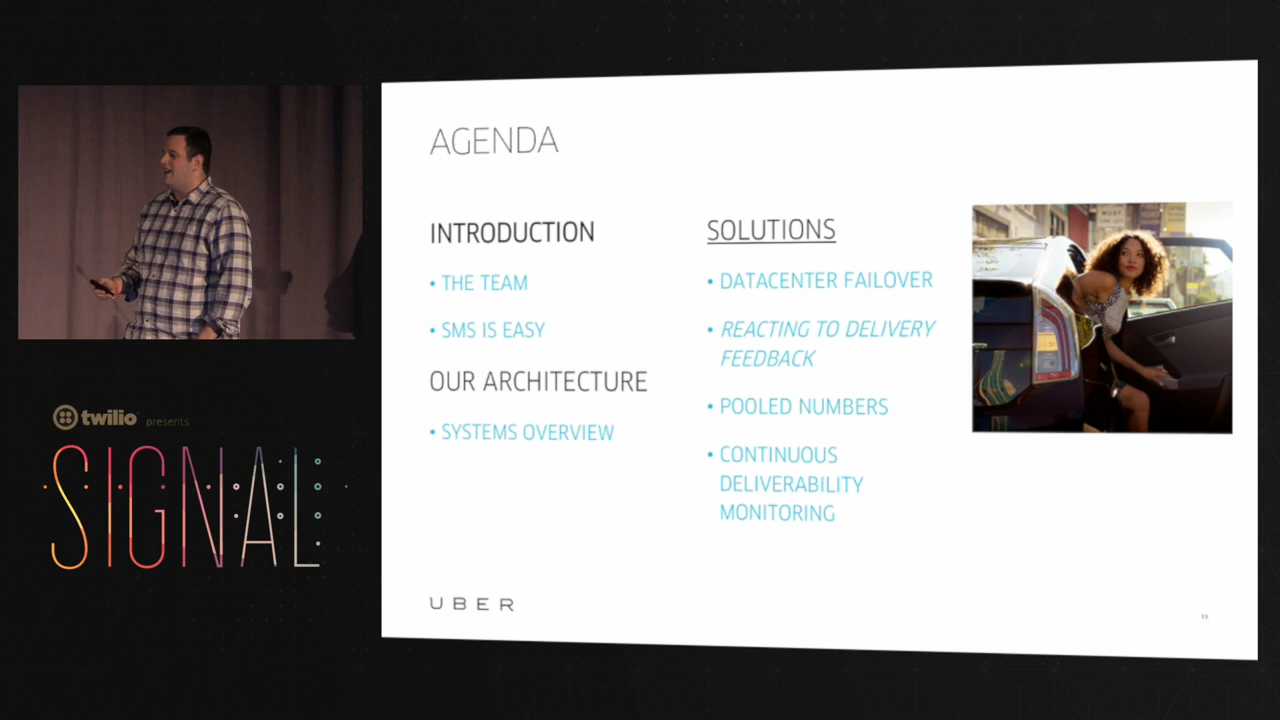 AGENDA
INTRODUCTION
• THE TEAM
• SMS IS EASY
OUR ARCHITECTURE
• SYSTEMS OVERVIEW
SOLUTIONS
• DATACENTER FAILOVER
• REACTING TO DELIVERY
FEEDBACK
• POOLED NUMBERS
• CONTINUOUS
DELIVERABILITY
MONITORING
UBER
twilio presents
SIGNAL